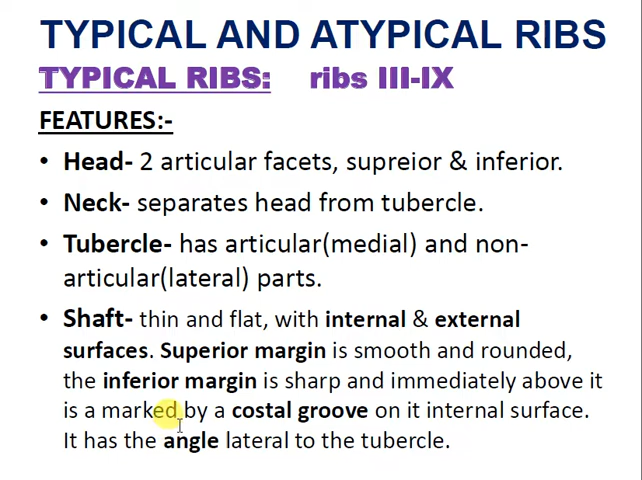 TYPICAL AND ATYPICAL RIBS
TYPICAL RIBS: ribs III-IX
FEATURES:-
• Head- 2 articular facets, supreior & inferior.
• Neck- separates head from tubercle.
• Tubercle- has articular(medial) and non-
articular(lateral) parts.
• Shaft- thin and flat, with internal & external
surfaces. Superior margin is smooth and rounded,
the inferior margin is sharp and immediately above it
is a marked by a costal groove on it internal surface.
It has the angle lateral to the tubercle.